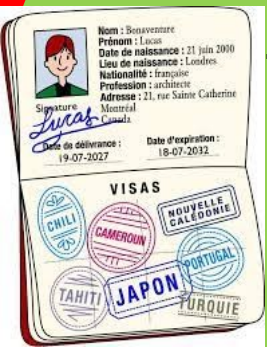 Nom : Bonaventure
Prénom : Lucas
Date de naissance : 21 juin 2000
Lieu de naissance : Londres
Nationalité : française
Profession : architecte
Adresse : 21, rue Sainte Catherine
Montréal
Canada
Signature
Lucas
Date de délivrance :
19-07-2027
Date d'expiration :
18-07-2032
VISAS
CHILI
CAMEROUN
NOUVELLE
CALÉDONIE
PORTUGAL
TAHITI
JAPON
TURQUIE